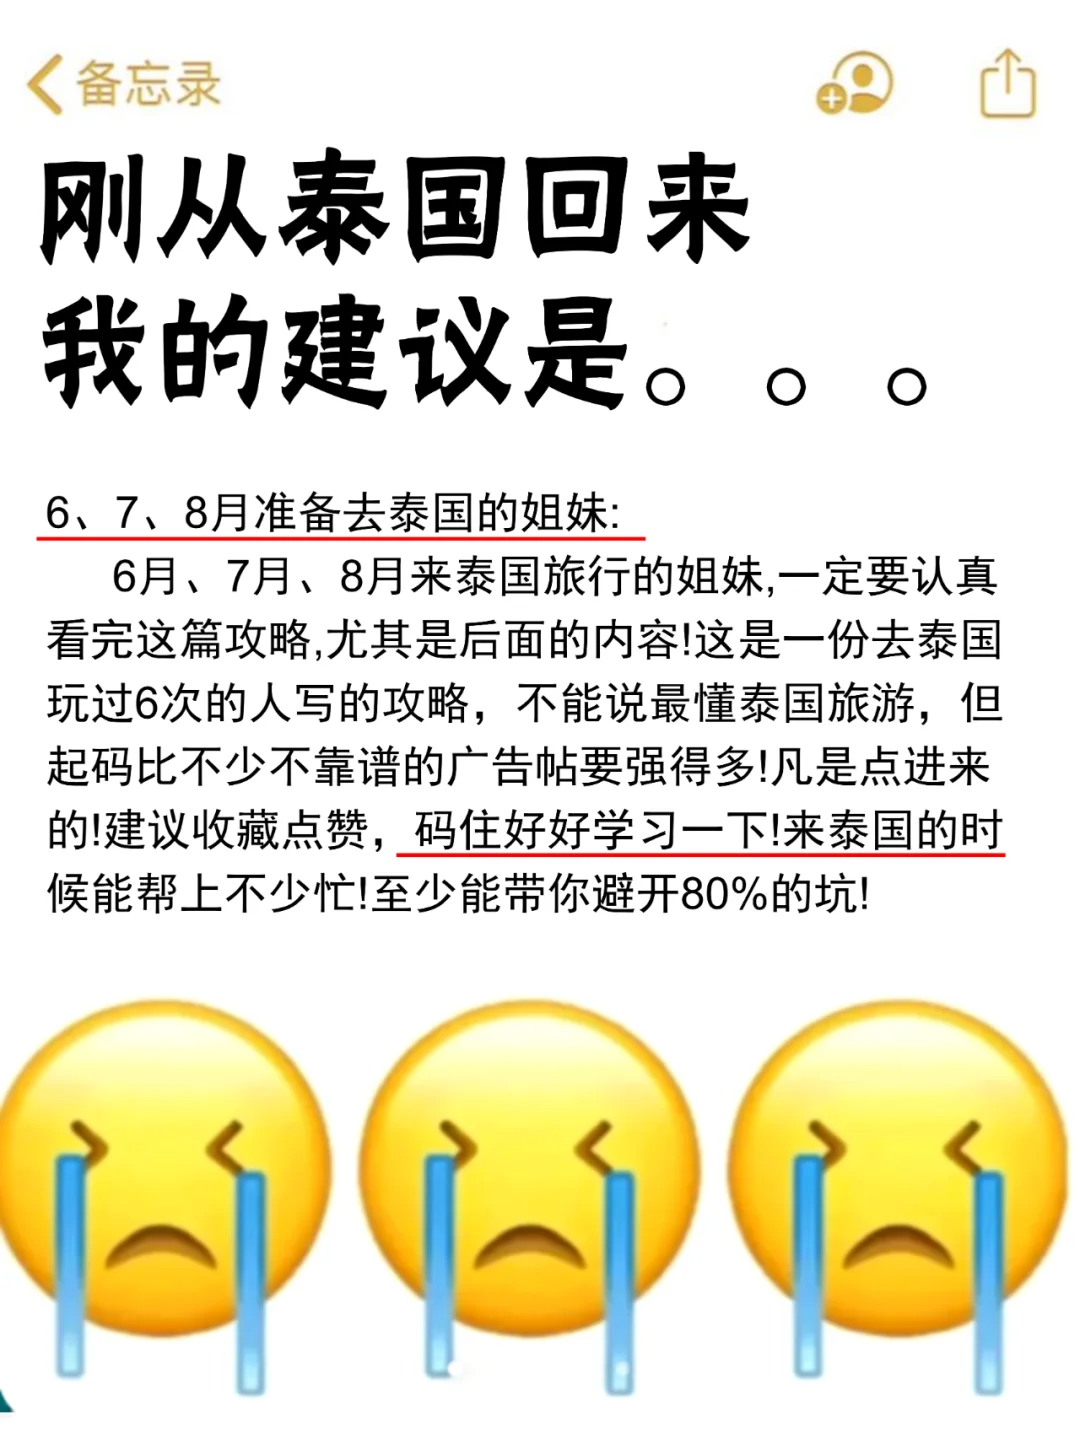 备忘录
刚从泰国回来
我的建议是。。。
6、7、8月准备去泰国的姐妹:
6月、7月、8月来泰国旅行的姐妹,一定要认真
看完这篇攻略,尤其是后面的内容!这是一份去泰国
玩过6次的人写的攻略，不能说最懂泰国旅游，但
起码比不少不靠谱的广告帖要强得多!凡是点进来
的!建议收藏点赞，码住好好学习一下!来泰国的时
候能帮上不少忙!至少能带你避开80%的坑!